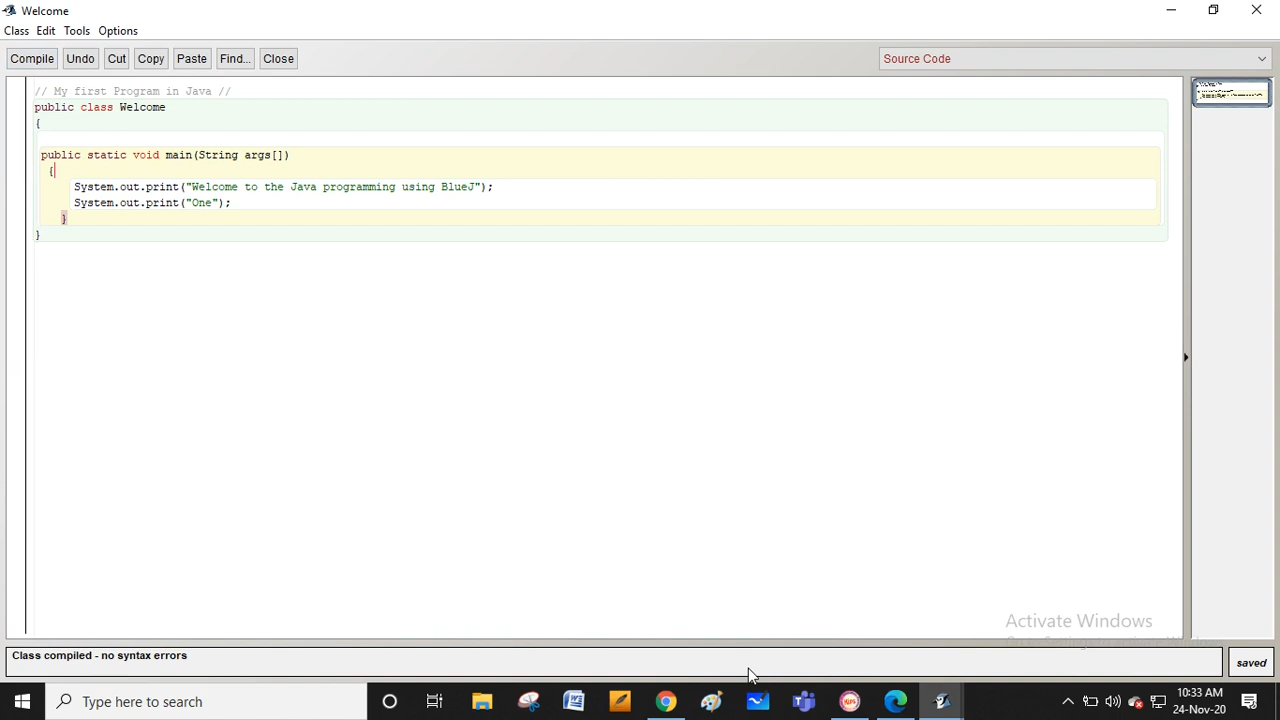 Welcome
Class Edit Tools Options
Compile Undo Cut Copy Paste Find... Close Source Code
// My first Program in Java //
public class Welcome
{
public static void main(String args[])
{
System.out.print("Welcome to the Java programming using BlueJ");
System.out.print("One");
}
}
Activate Windows
Class compiled - no syntax errors
saved
Type here to search
10:33 AM
24-Nov-20